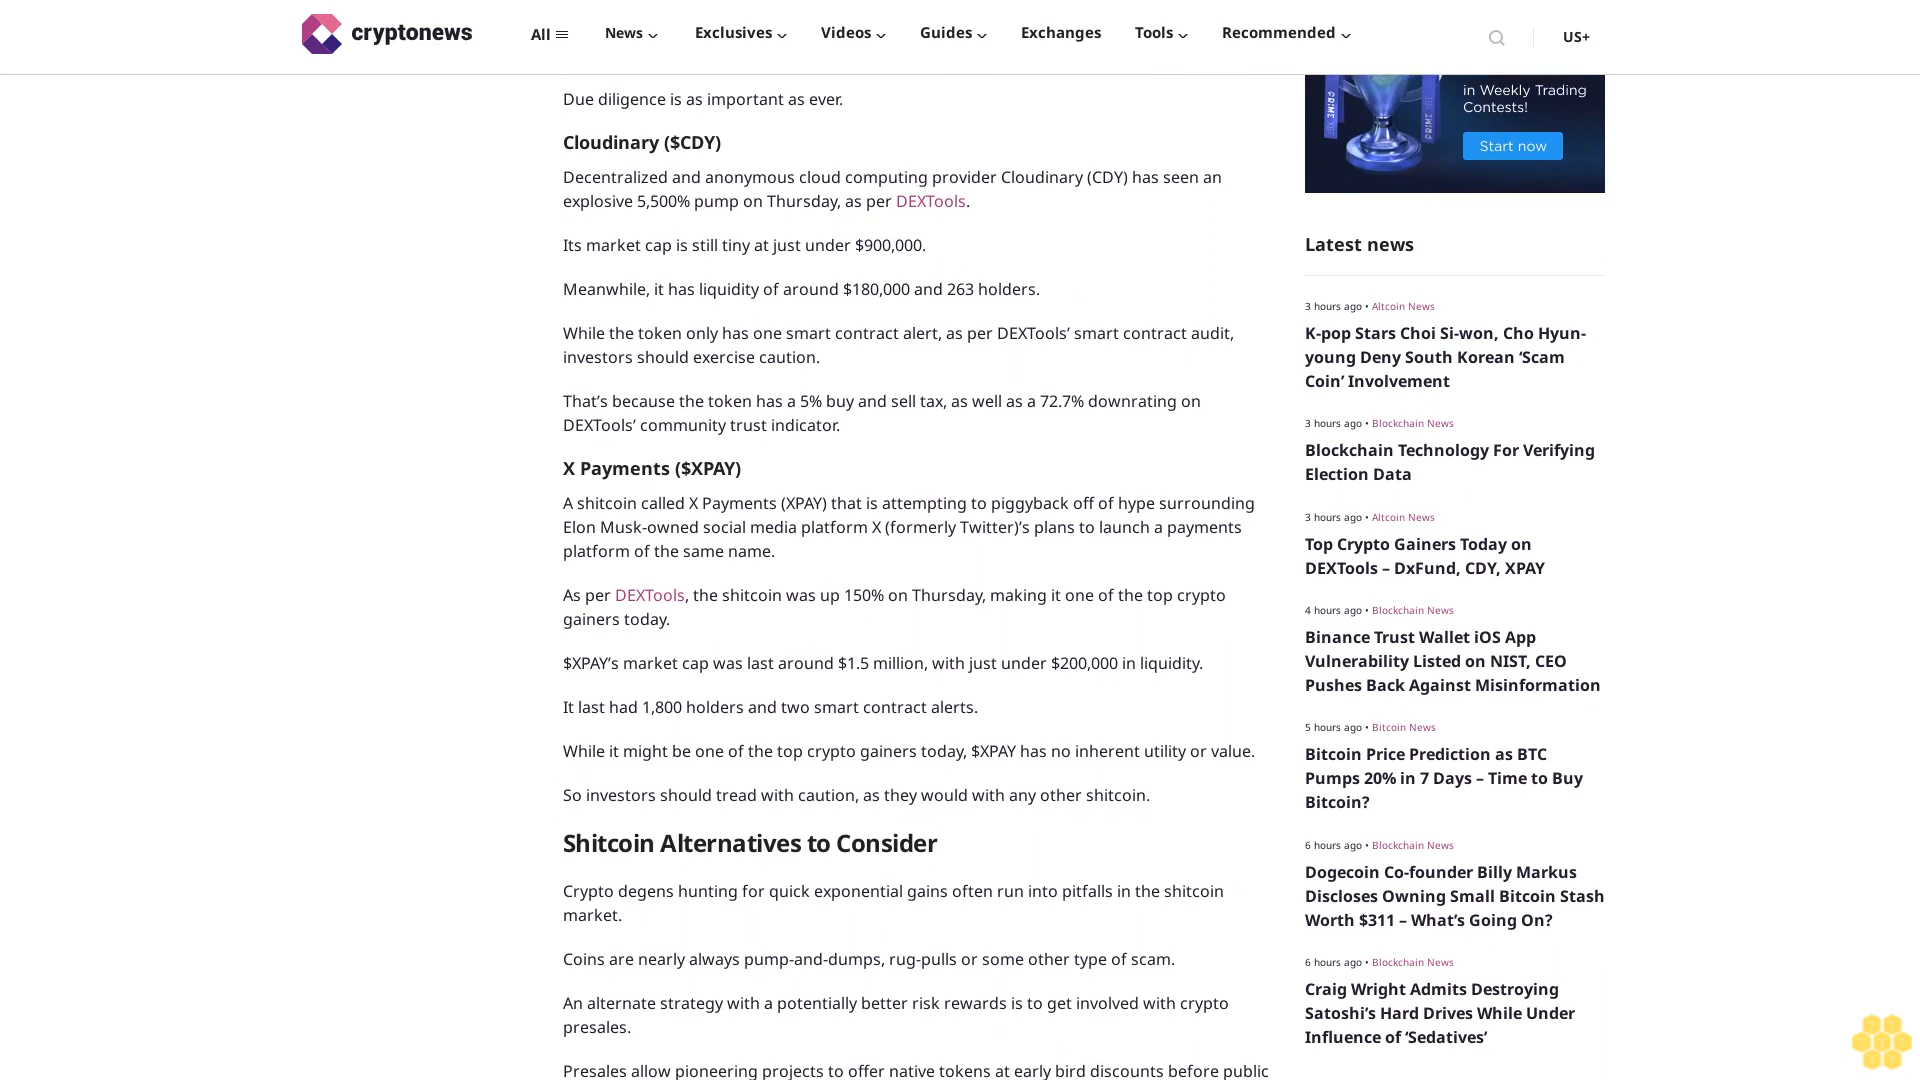 cryptonews
All
News
Exclusives
Videos
Guides
Exchanges
Tools
Recommended
US+
Due diligence is as important as ever.
Cloudinary ($CDY)
Decentralized and anonymous cloud computing provider Cloudinary (CDY) has seen an
explosive 5,500% pump on Thursday, as per DEXTools.
Its market cap is still tiny at just under $900,000.
Meanwhile, it has liquidity of around $180,000 and 263 holders.
While the token only has one smart contract alert, as per DEXTools’ smart contract audit,
investors should exercise caution.
That’s because the token has a 5% buy and sell tax, as well as a 72.7% downrating on
DEXTools’ community trust indicator.
X Payments ($XPAY)
A shitcoin called X Payments (XPAY) that is attempting to piggyback off of hype surrounding
Elon Musk-owned social media platform X (formerly Twitter)’s plans to launch a payments
platform of the same name.
As per DEXTools, the shitcoin was up 150% on Thursday, making it one of the top crypto
gainers today.
$XPAY’s market cap was last around $1.5 million, with just under $200,000 in liquidity.
It last had 1,800 holders and two smart contract alerts.
While it might be one of the top crypto gainers today, $XPAY has no inherent utility or value.
So investors should tread with caution, as they would with any other shitcoin.
Shitcoin Alternatives to Consider
Crypto degens hunting for quick exponential gains often run into pitfalls in the shitcoin
market.
Coins are nearly always pump-and-dumps, rug-pulls or some other type of scam.
An alternate strategy with a potentially better risk rewards is to get involved with crypto
presales.
Presales allow pioneering projects to offer native tokens at early bird discounts before public
in Weekly Trading
Contests!
Start now
PRIME
Latest news
3 hours ago • Altcoin News
K-pop Stars Choi Si-won, Cho Hyun-
young Deny South Korean ‘Scam
Coin’ Involvement
3 hours ago • Blockchain News
Blockchain Technology For Verifying
Election Data
3 hours ago • Altcoin News
Top Crypto Gainers Today on
DEXTools – DxFund, CDY, XPAY
4 hours ago • Blockchain News
Binance Trust Wallet iOS App
Vulnerability Listed on NIST, CEO
Pushes Back Against Misinformation
5 hours ago • Bitcoin News
Bitcoin Price Prediction as BTC
Pumps 20% in 7 Days – Time to Buy
Bitcoin?
6 hours ago • Blockchain News
Dogecoin Co-founder Billy Markus
Discloses Owning Small Bitcoin Stash
Worth $311 – What’s Going On?
6 hours ago • Blockchain News
Craig Wright Admits Destroying
Satoshi’s Hard Drives While Under
Influence of ‘Sedatives’